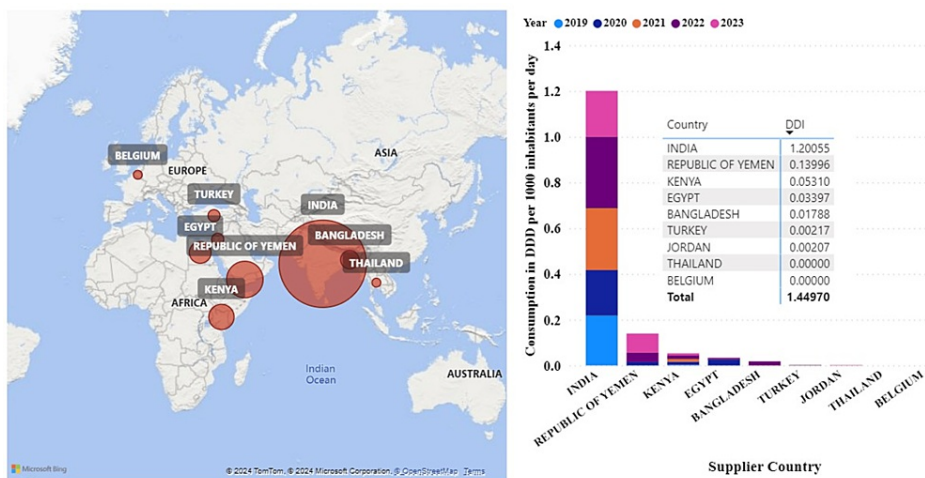 BELGIUM
EUROPE
ASIA
TURKEY
INDIA
EGYPT
BANGLADESH
REPUBLIC OF YEMEN
THAILAND
KENYA
AFRICA
Indian
Ocean
AUSTRALIA
Microsoft Bing
© 2024 TomTom, © 2024 Microsoft Corporation, © OpenStreetMap Terms
Year 2019 2020 2021 2022 2023
Consumption in DDD per 1000 inhabitants per day
1.4
1.2
1.0
0.8
0.6
0.4
0.2
0.0
Country DDI
INDIA 1.20055
REPUBLIC OF YEMEN 0.13996
KENYA 0.05310
EGYPT 0.03397
BANGLADESH 0.01788
TURKEY 0.00217
JORDAN 0.00207
THAILAND 0.00000
BELGIUM 0.00000
Total 1.44970
INDIA
REPUBLIC OF YEMEN
KENYA
EGYPT
BANGLADESH
TURKEY
JORDAN
THAILAND
BELGIUM
Supplier Country